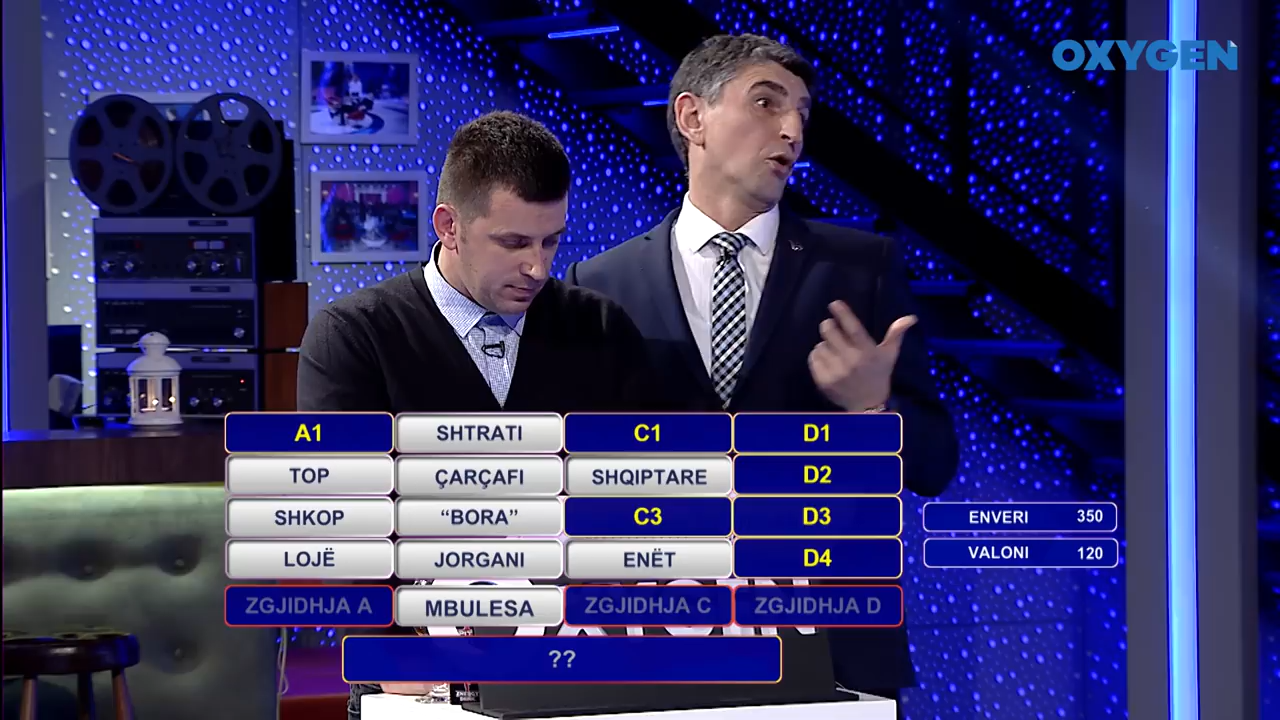 OXYGEN
A1 SHTRATI C1 D1
TOP ÇARÇAFI SHQIPTARE D2
SHKOP “BORA” C3 D3
LOJË JORGANI ENËT D4
ENVERI 350
VALONI 120
ZGJIDHJA A MBULESA ZGJIDHJA C ZGJIDHJA D
??